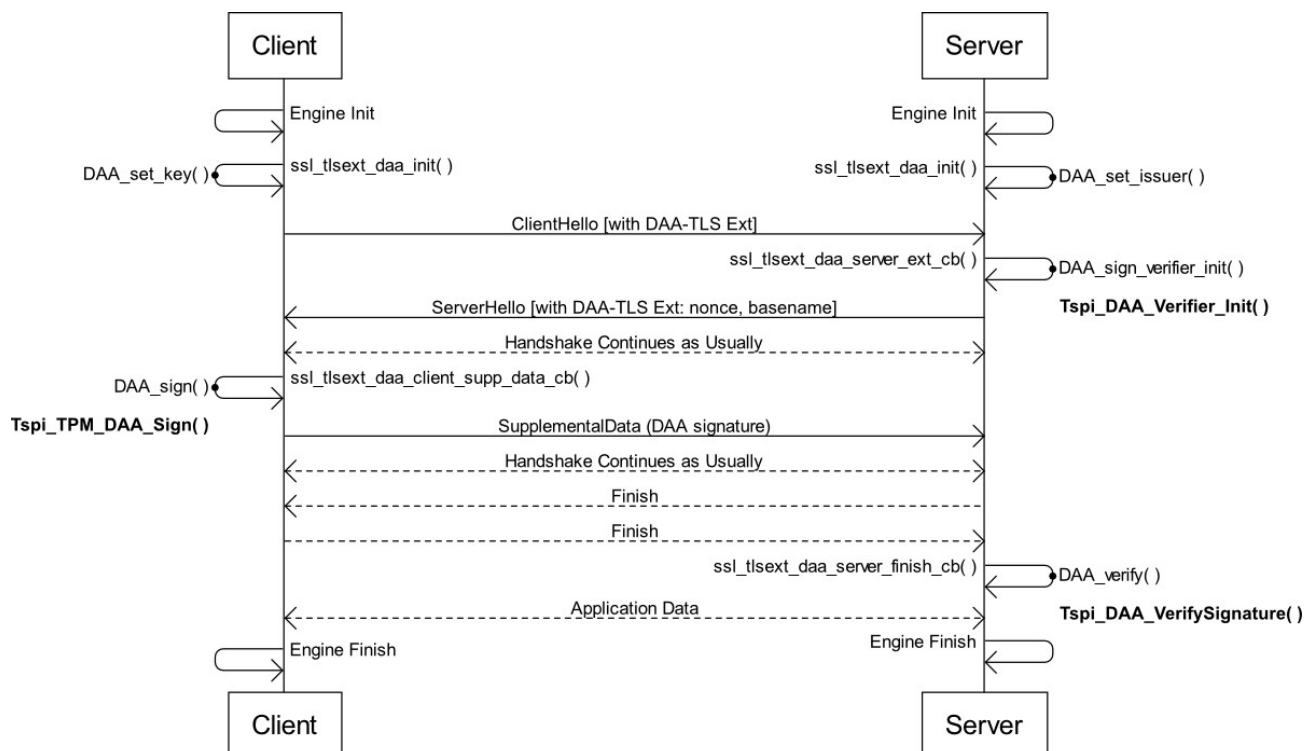 Client
Server
Engine Init
Engine Init
DAA_set_key( )
ssl_tlsext_daa_init( )
ssl_tlsext_daa_init( )
DAA_set_issuer( )
ClientHello [with DAA-TLS Ext]
ssl_tlsext_daa_server_ext_cb( )
DAA_sign_verifier_init( )
ServerHello [with DAA-TLS Ext: nonce, basename]
Tspi_DAA_Verifier_Init( )
Handshake Continues as Usually
DAA_sign( )
ssl_tlsext_daa_client_supp_data_cb( )
Tspi_TPM_DAA_Sign( )
SupplementalData (DAA signature)
Handshake Continues as Usually
Finish
Finish
ssl_tlsext_daa_server_finish_cb( )
DAA_verify( )
Application Data
Tspi_DAA_VerifySignature( )
Engine Finish
Engine Finish
Client
Server